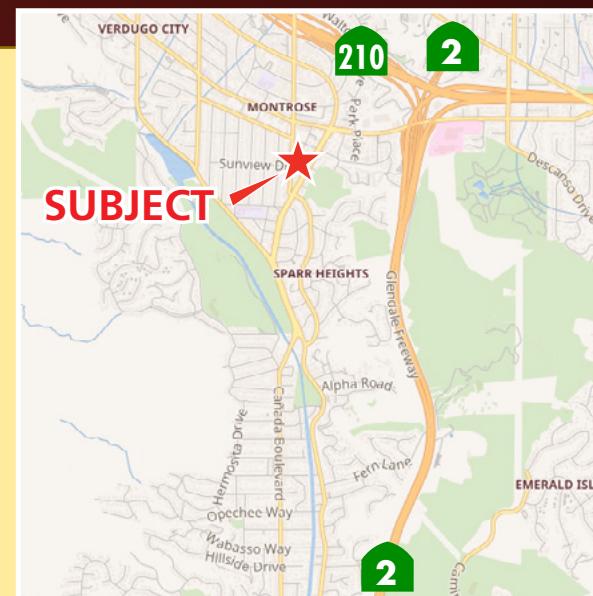 VERDUGO CITY
210
2
MONTROSE
Park Place
Sunview Dr
SUBJECT
Descanso Drive
SPARR HEIGHTS
Glendale Freeway
Alpha Road
Cañada Boulevard
Hermosita Drive
Fern Lane
EMERALD ISL
Opechee Way
Wabasso Way
Hillside Drive
2